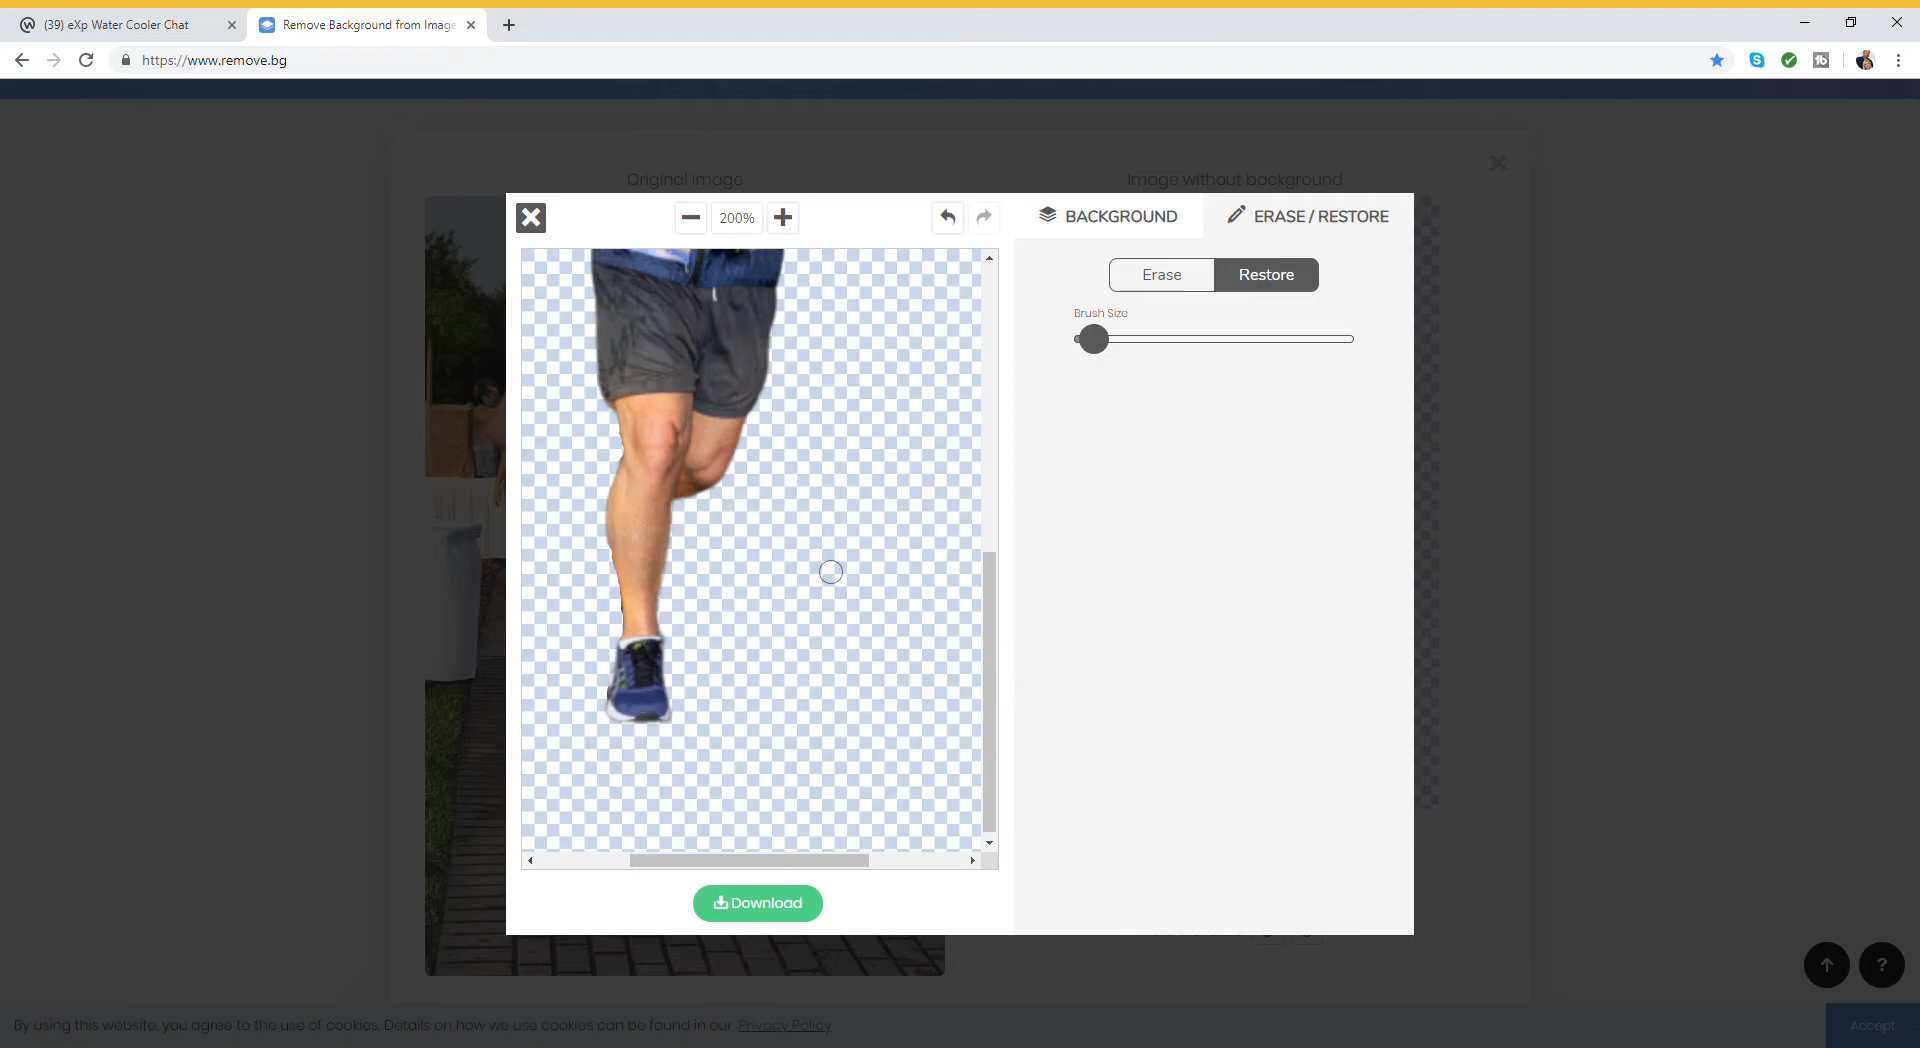 (39) eXp Water Cooler Chat
Remove Background from Image
https://www.remove.bg
Original image
Image without background
200%
BACKGROUND
ERASE / RESTORE
Erase
Restore
Brush Size
Download
?
By using this website, you agree to the use of cookies. Details on how we use cookies can be found in our Privacy Policy
Accept